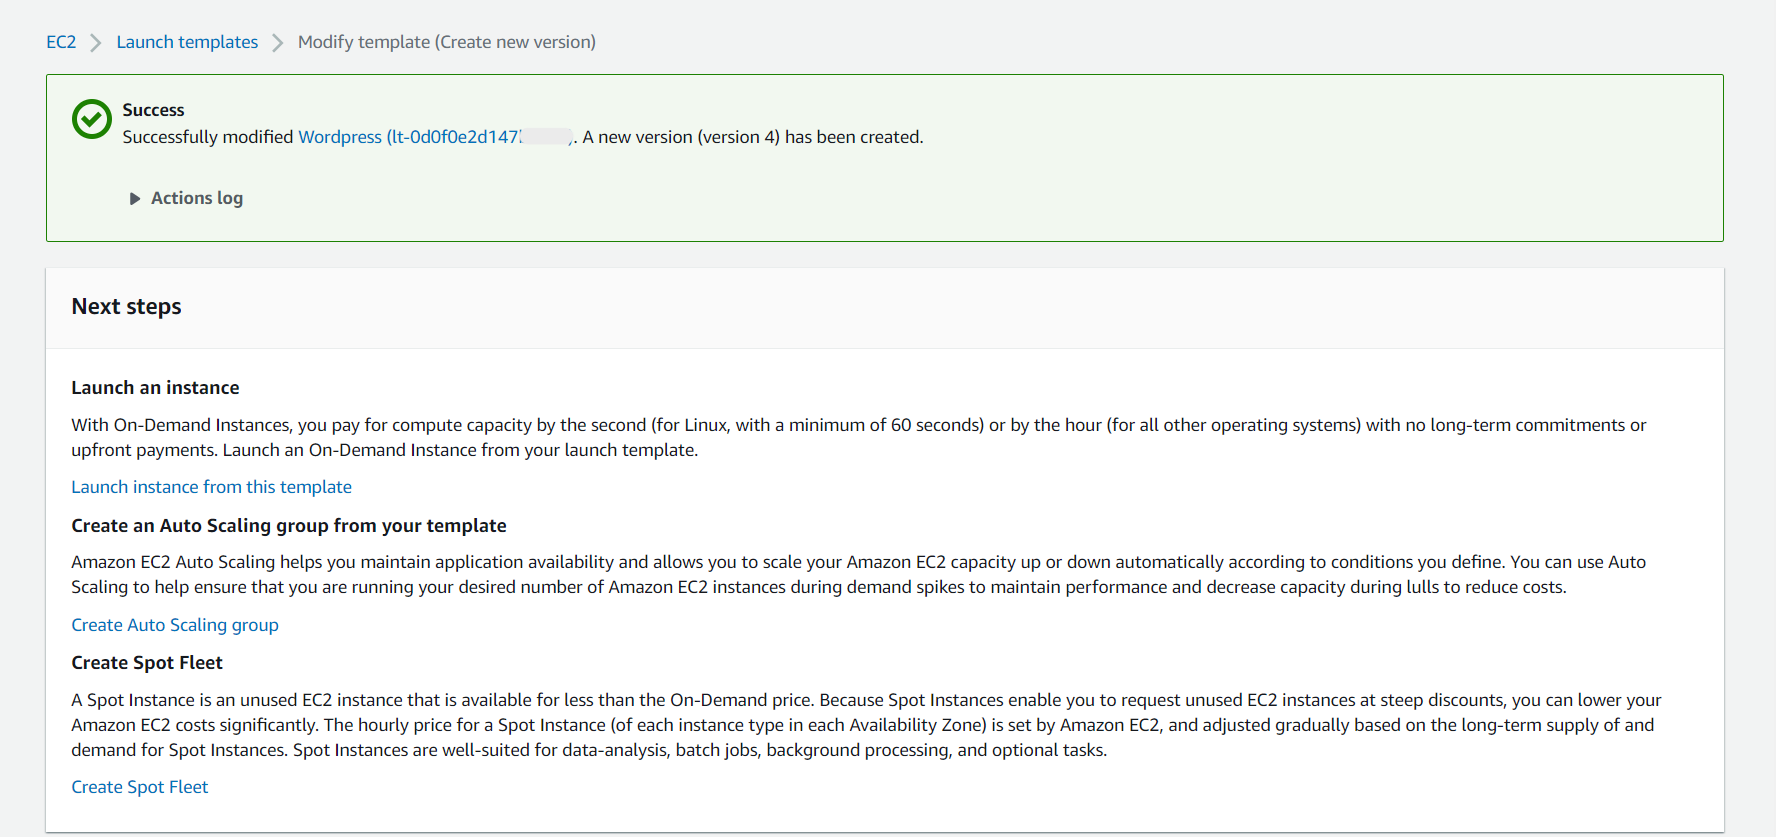 EC2 > Launch templates > Modify template (Create new version)
Success
Successfully modified Wordpress (lt-0d0f0e2d147 ). A new version (version 4) has been created.
Actions log
Next steps
Launch an instance
With On-Demand Instances, you pay for compute capacity by the second (for Linux, with a minimum of 60 seconds) or by the hour (for all other operating systems) with no long-term commitments or
upfront payments. Launch an On-Demand Instance from your launch template.
Launch instance from this template
Create an Auto Scaling group from your template
Amazon EC2 Auto Scaling helps you maintain application availability and allows you to scale your Amazon EC2 capacity up or down automatically according to conditions you define. You can use Auto
Scaling to help ensure that you are running your desired number of Amazon EC2 instances during demand spikes to maintain performance and decrease capacity during lulls to reduce costs.
Create Auto Scaling group
Create Spot Fleet
A Spot Instance is an unused EC2 instance that is available for less than the On-Demand price. Because Spot Instances enable you to request unused EC2 instances at steep discounts, you can lower your
Amazon EC2 costs significantly. The hourly price for a Spot Instance (of each instance type in each Availability Zone) is set by Amazon EC2, and adjusted gradually based on the long-term supply of and
demand for Spot Instances. Spot Instances are well-suited for data-analysis, batch jobs, background processing, and optional tasks.
Create Spot Fleet